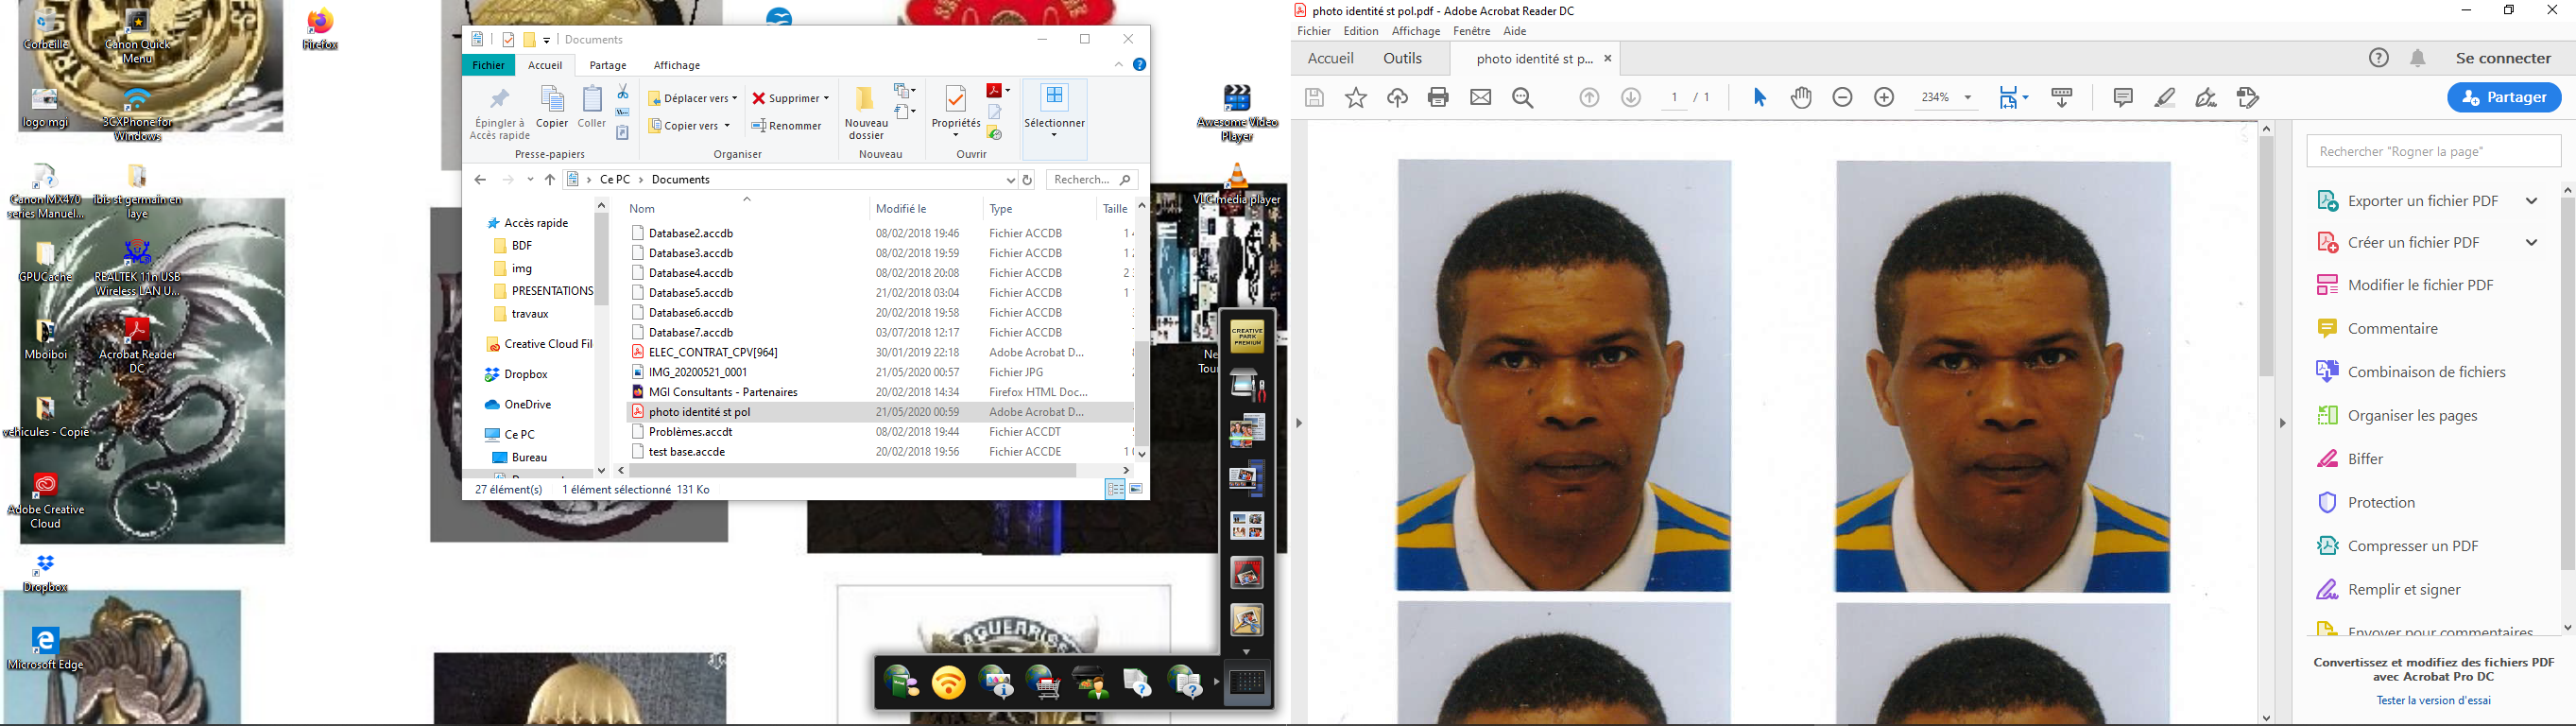 Corbeille
Canon Quick
Menu
Firefox
logo mgi
3CXPhone for
Windows
Canon MX470
series Manuel...
ibis st germain en
laye
GPUCache
REALTEK 11n USB
Wireless LAN U...
Mboiboi
Acrobat Reader
DC
vehicules - Copie
Adobe Creative
Cloud
Dropbox
Microsoft Edge
Documents
Fichier
Accueil
Partage
Affichage
Épingler à
Accès rapide
Copier
Coller
Presse-papiers
Déplacer vers
Copier vers
Supprimer
Renommer
Organiser
Nouveau
dossier
Nouveau
Propriétés
Ouvrir
Sélectionner
Ce PC > Documents
Recherch...
Accès rapide
BDF
img
PRESENTATIONS
travaux
Creative Cloud Fil
Dropbox
OneDrive
Ce PC
Bureau
Nom Modifié le Type Taille
Database2.accdb 08/02/2018 19:46 Fichier ACCDB
Database3.accdb 08/02/2018 19:59 Fichier ACCDB
Database4.accdb 08/02/2018 20:08 Fichier ACCDB
Database5.accdb 21/02/2018 03:04 Fichier ACCDB
Database6.accdb 20/02/2018 19:58 Fichier ACCDB
Database7.accdb 03/07/2018 12:17 Fichier ACCDB
ELEC_CONTRAT_CPV[964] 30/01/2019 22:18 Adobe Acrobat D...
IMG_20200521_0001 21/05/2020 00:57 Fichier JPG
MGI Consultants - Partenaires 20/02/2018 14:34 Firefox HTML Doc...
photo identité st pol 21/05/2020 00:59 Adobe Acrobat D...
Problèmes.accdt 08/02/2018 19:44 Fichier ACCDT
test base.accde 20/02/2018 19:56 Fichier ACCDE
27 élément(s) 1 élément sélectionné 131 Ko
Awesome Video
Player
VLC media player
Ne
Tour
CREATIVE
PARK
PREMIUM
AGUERRIS
photo identité st pol.pdf - Adobe Acrobat Reader DC
Fichier Edition Affichage Fenêtre Aide
Accueil Outils photo identité st p... Se connecter
1 / 1
234%
Partager
Rechercher "Rogner la page"
Exporter un fichier PDF
Créer un fichier PDF
Modifier le fichier PDF
Commentaire
Combinaison de fichiers
Organiser les pages
Biffer
Protection
Compresser un PDF
Remplir et signer
Envoyer pour commentaires
Convertissez et modifiez des fichiers PDF
avec Acrobat Pro DC
Tester la version d'essai